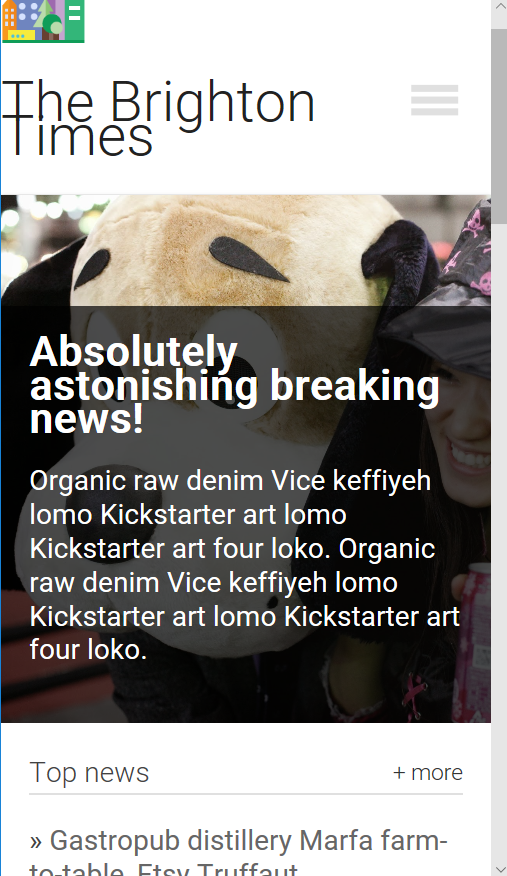 The Brighton
Times
Absolutely
astonishing breaking
news!
Organic raw denim Vice keffiyeh
lomo Kickstarter art lomo
Kickstarter art four loko. Organic
raw denim Vice keffiyeh lomo
Kickstarter art lomo Kickstarter art
four loko.
Top news
+ more
» Gastropub distillery Marfa farm-
to-table, Etsy Truffaut